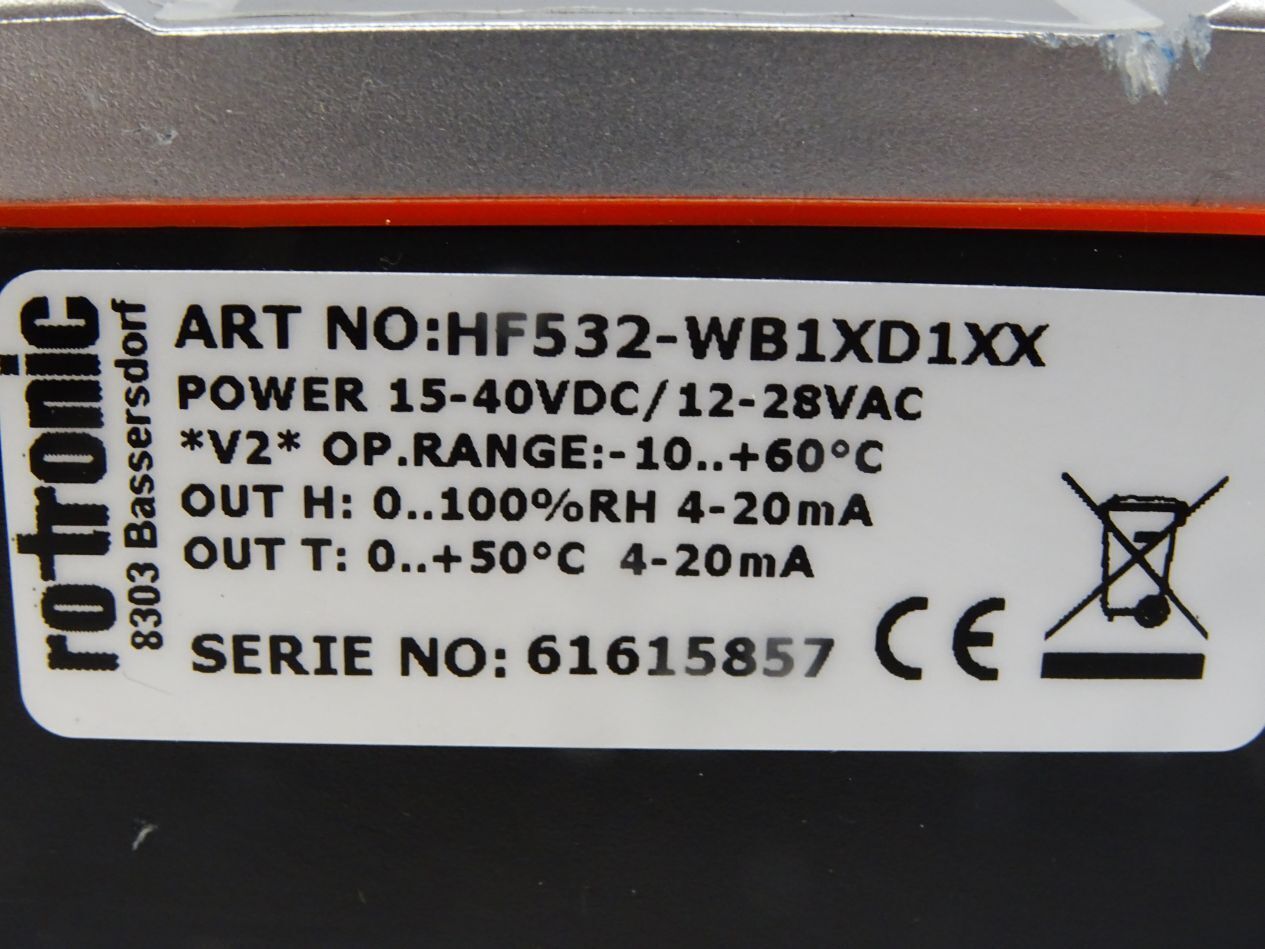 rotronic
8303 Bassersdorf
ART NO:HF532-WB1XD1XX
POWER 15-40VDC/12-28VAC
*V2* OP.RANGE:-10..+60°C
OUT H: 0..100%RH 4-20mA
OUT T: 0..+50°C 4-20mA
SERIE NO: 61615857
CE